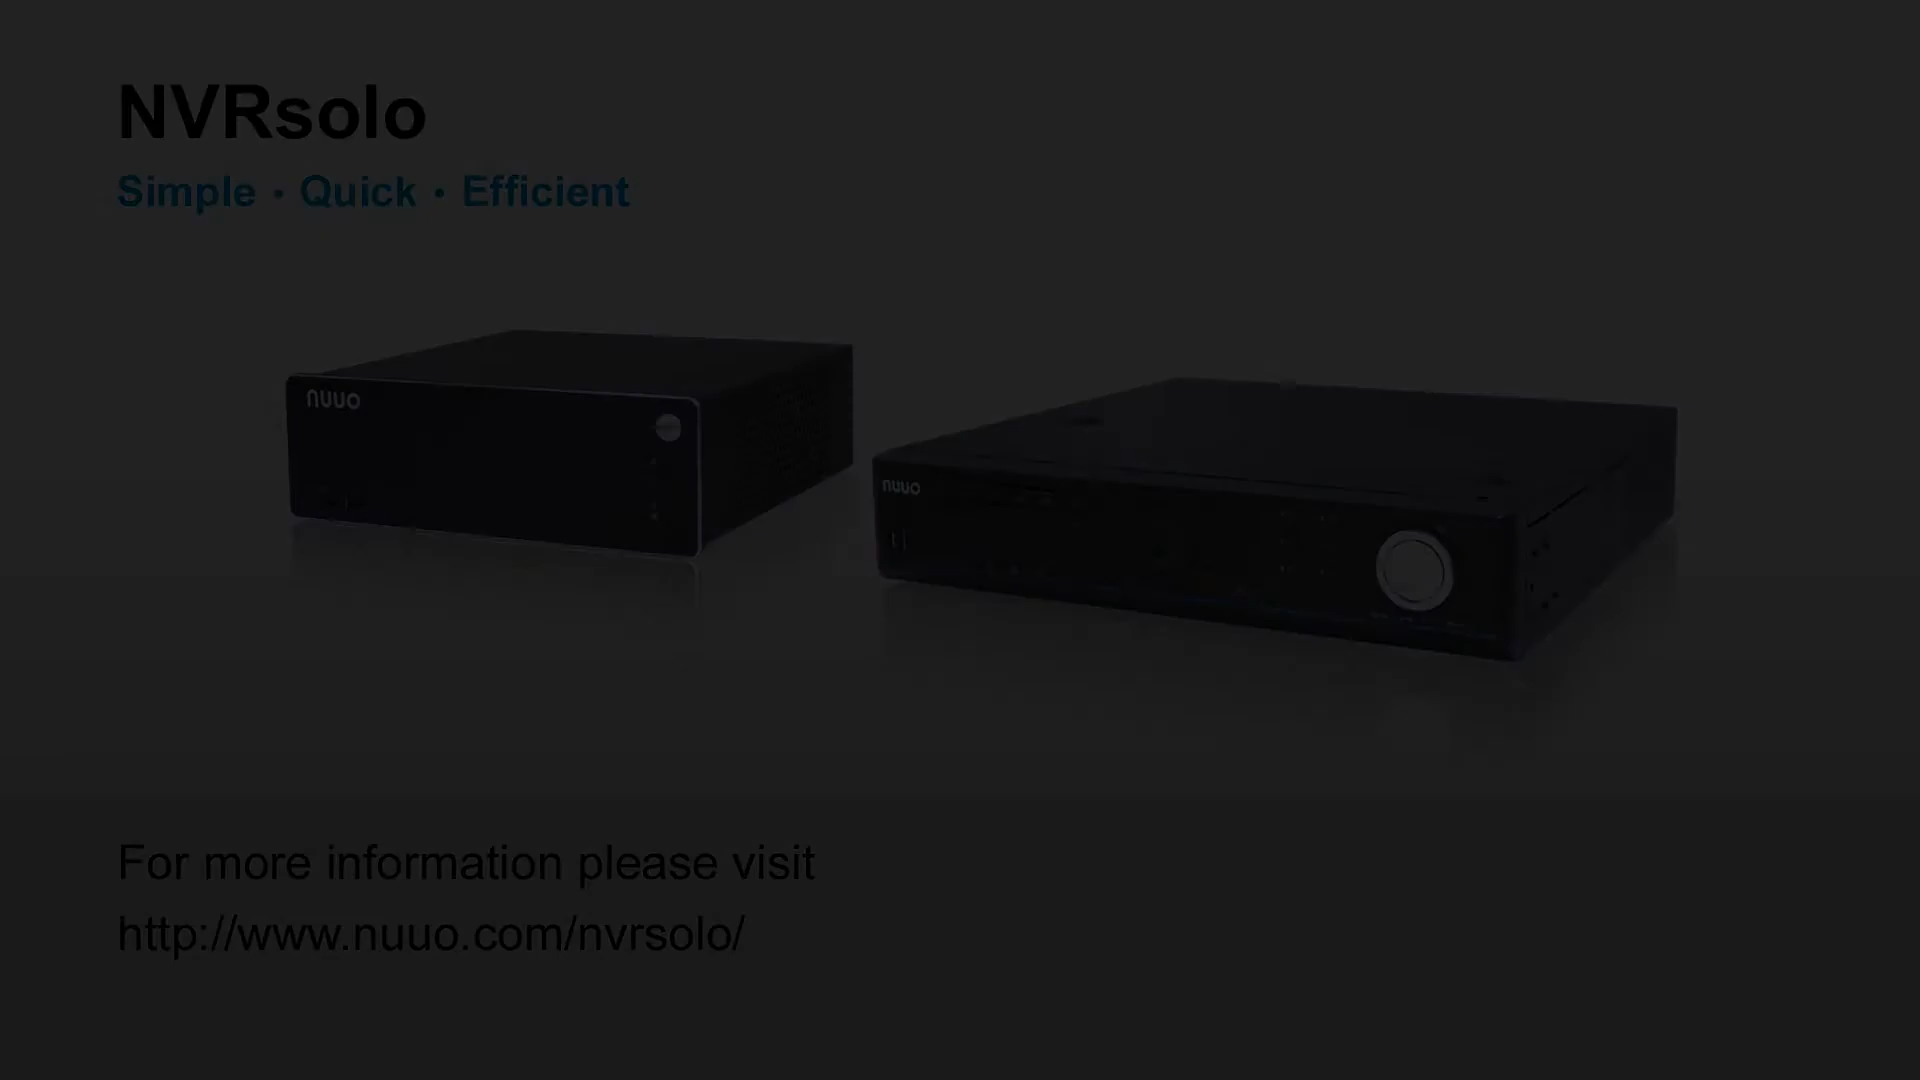 NVRsolo
Simple · Quick · Efficient
nuuo
nuuo
For more information please visit
http://www.nuuo.com/nvrsolo/